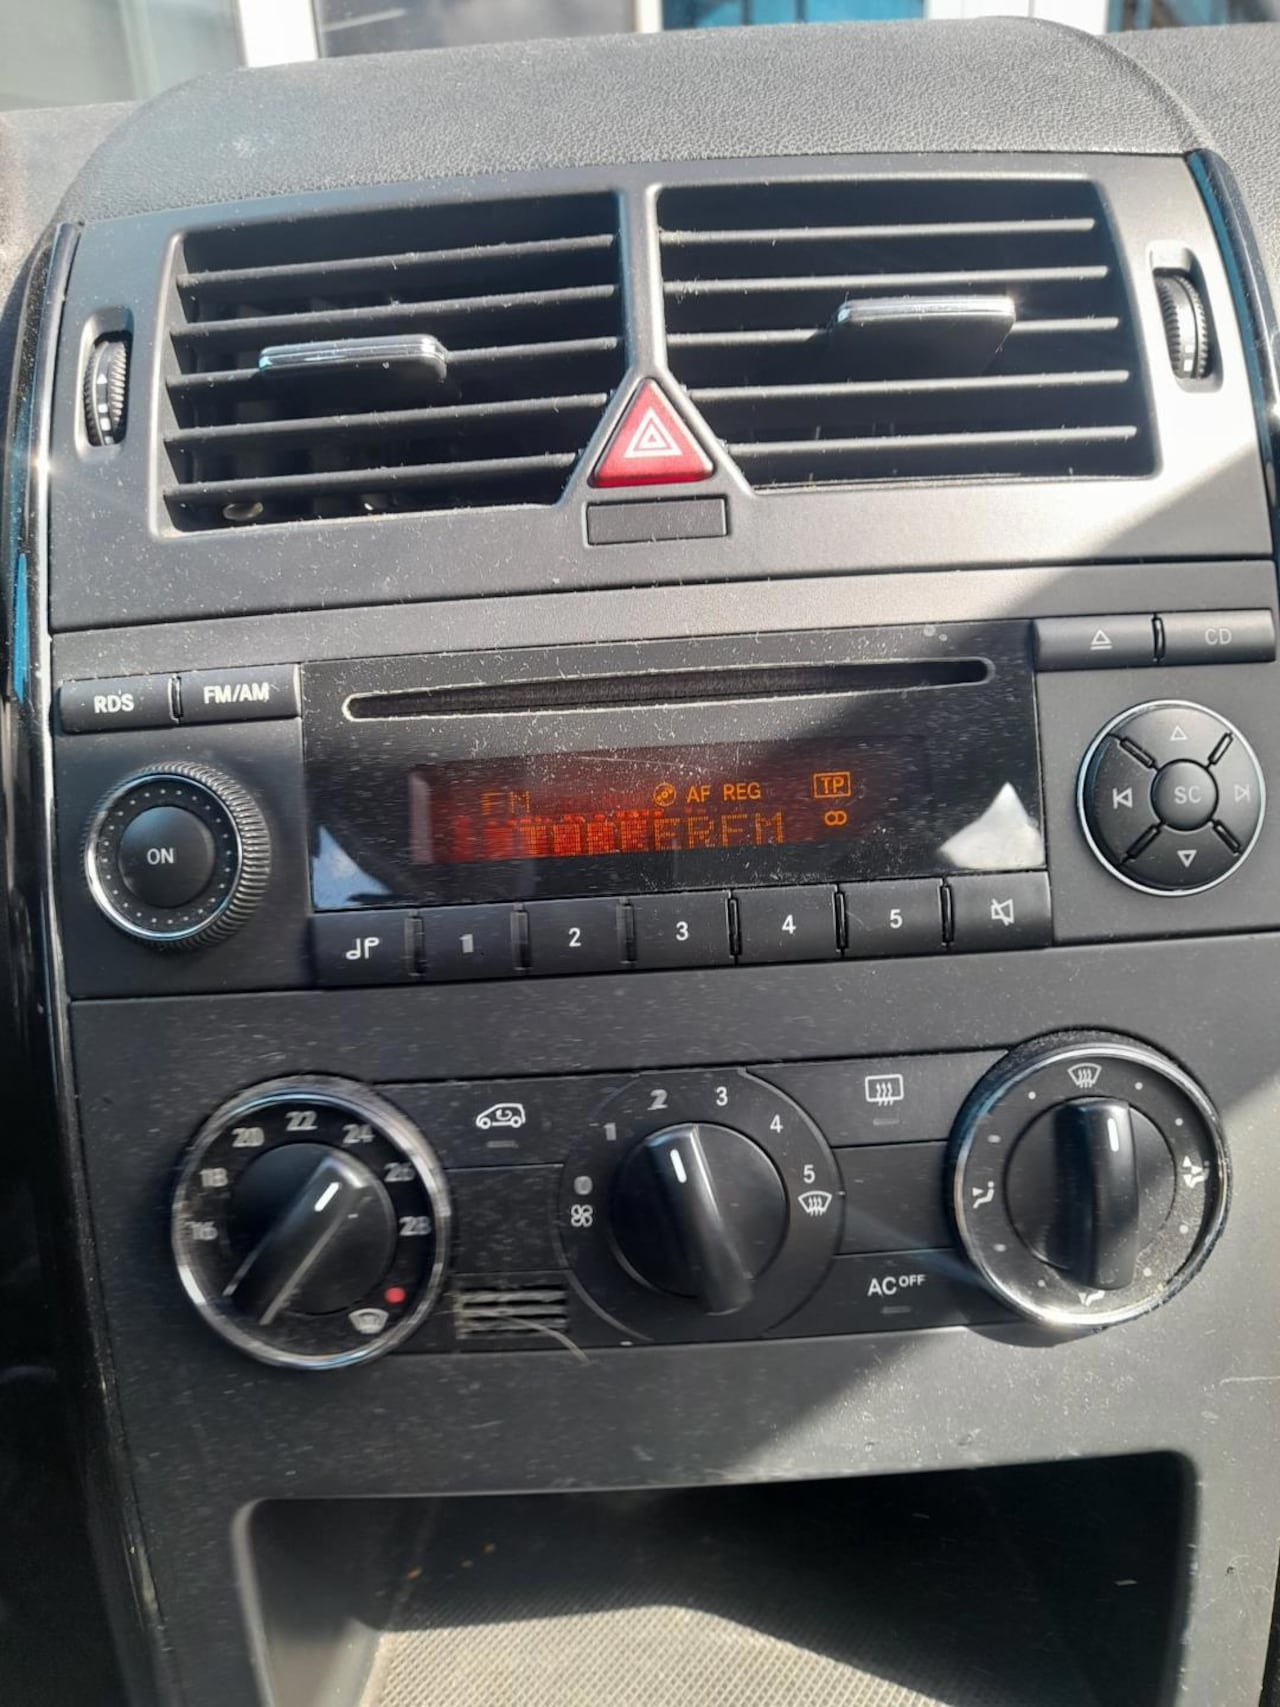 RDS FM/AM CD
FM AF REG TP
ON SC
1 2 3 4 5
16 18 20 22 24 26 28
0 1 2 3 4 5
AC OFF